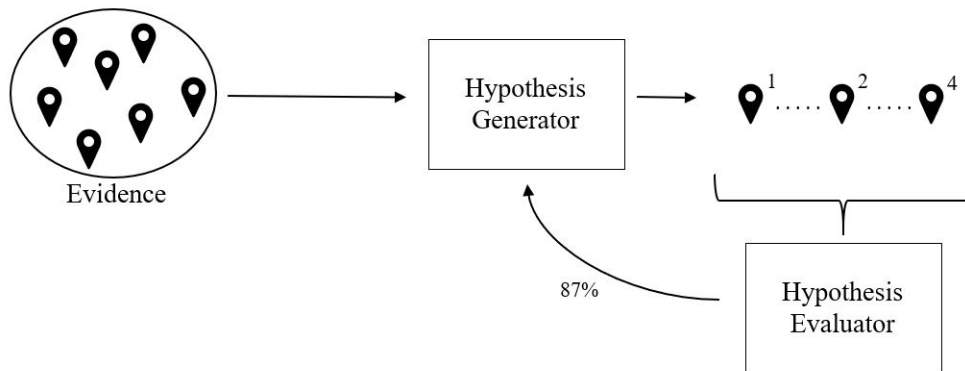 Evidence
Hypothesis
Generator
1 ..... 2 ..... 4
87%
Hypothesis
Evaluator